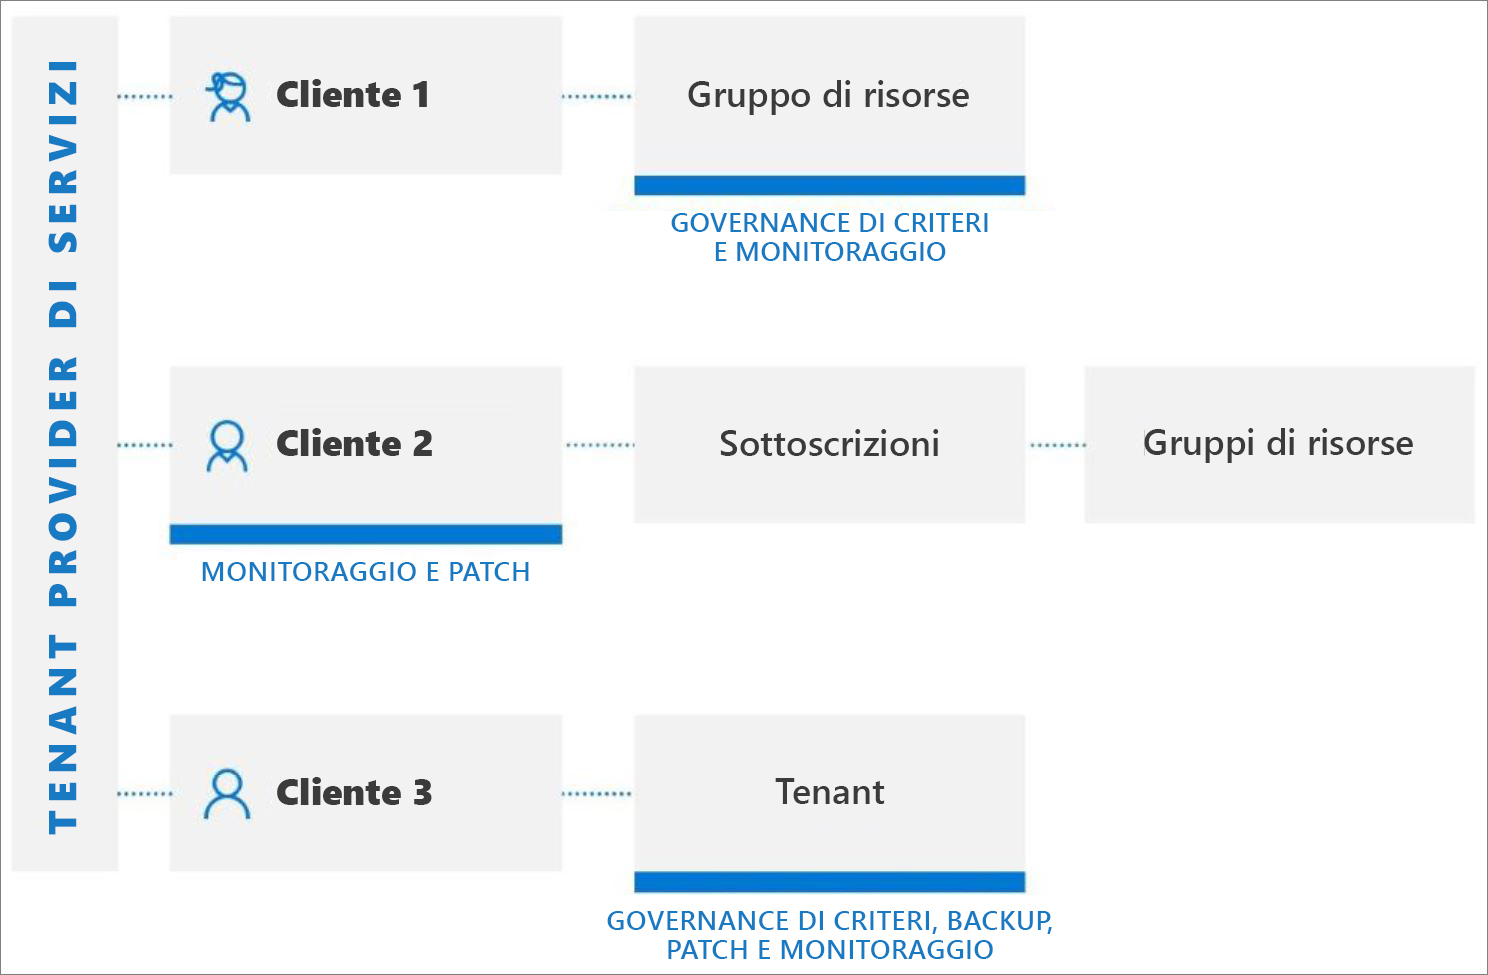 TENANT PROVIDER DI SERVIZI
Cliente 1
Gruppo di risorse
GOVERNANCE DI CRITERI
E MONITORAGGIO
Cliente 2
Sottoscrizioni
Gruppi di risorse
MONITORAGGIO E PATCH
Cliente 3
Tenant
GOVERNANCE DI CRITERI, BACKUP,
PATCH E MONITORAGGIO